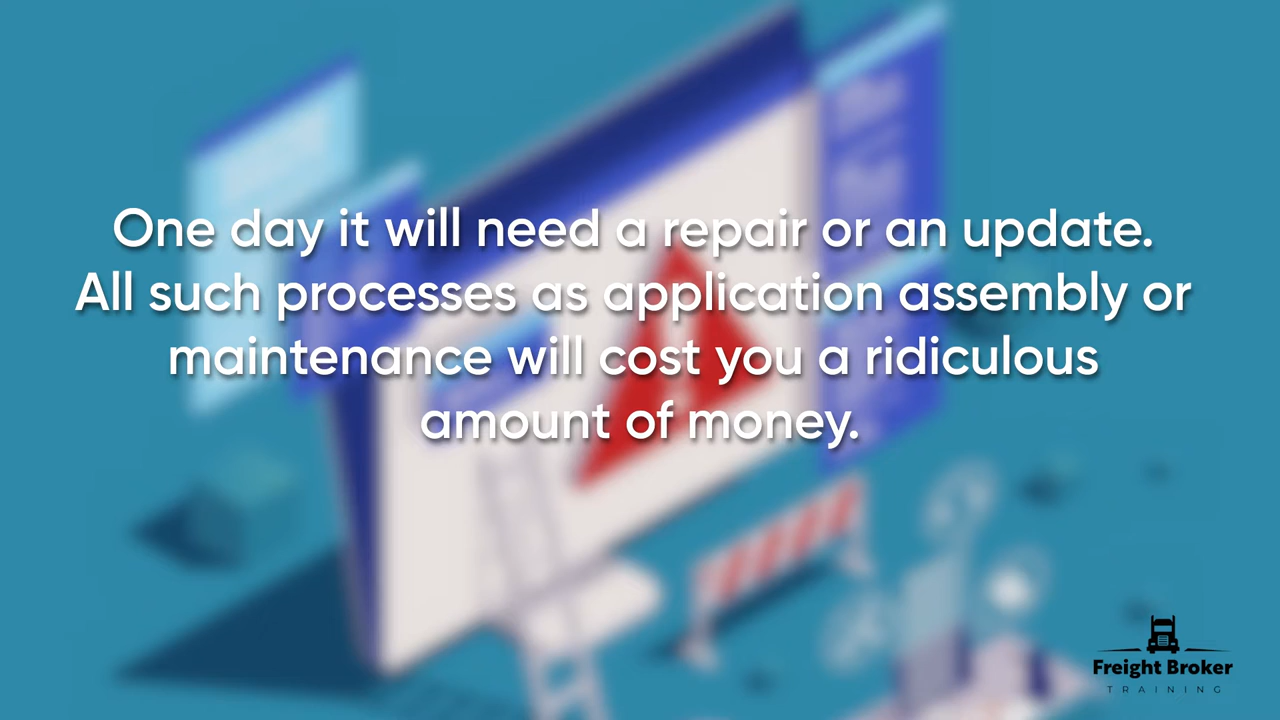 One day it will need a repair or an update.
All such processes as application assembly or
maintenance will cost you a ridiculous
amount of money.
Freight Broker
TRAINING